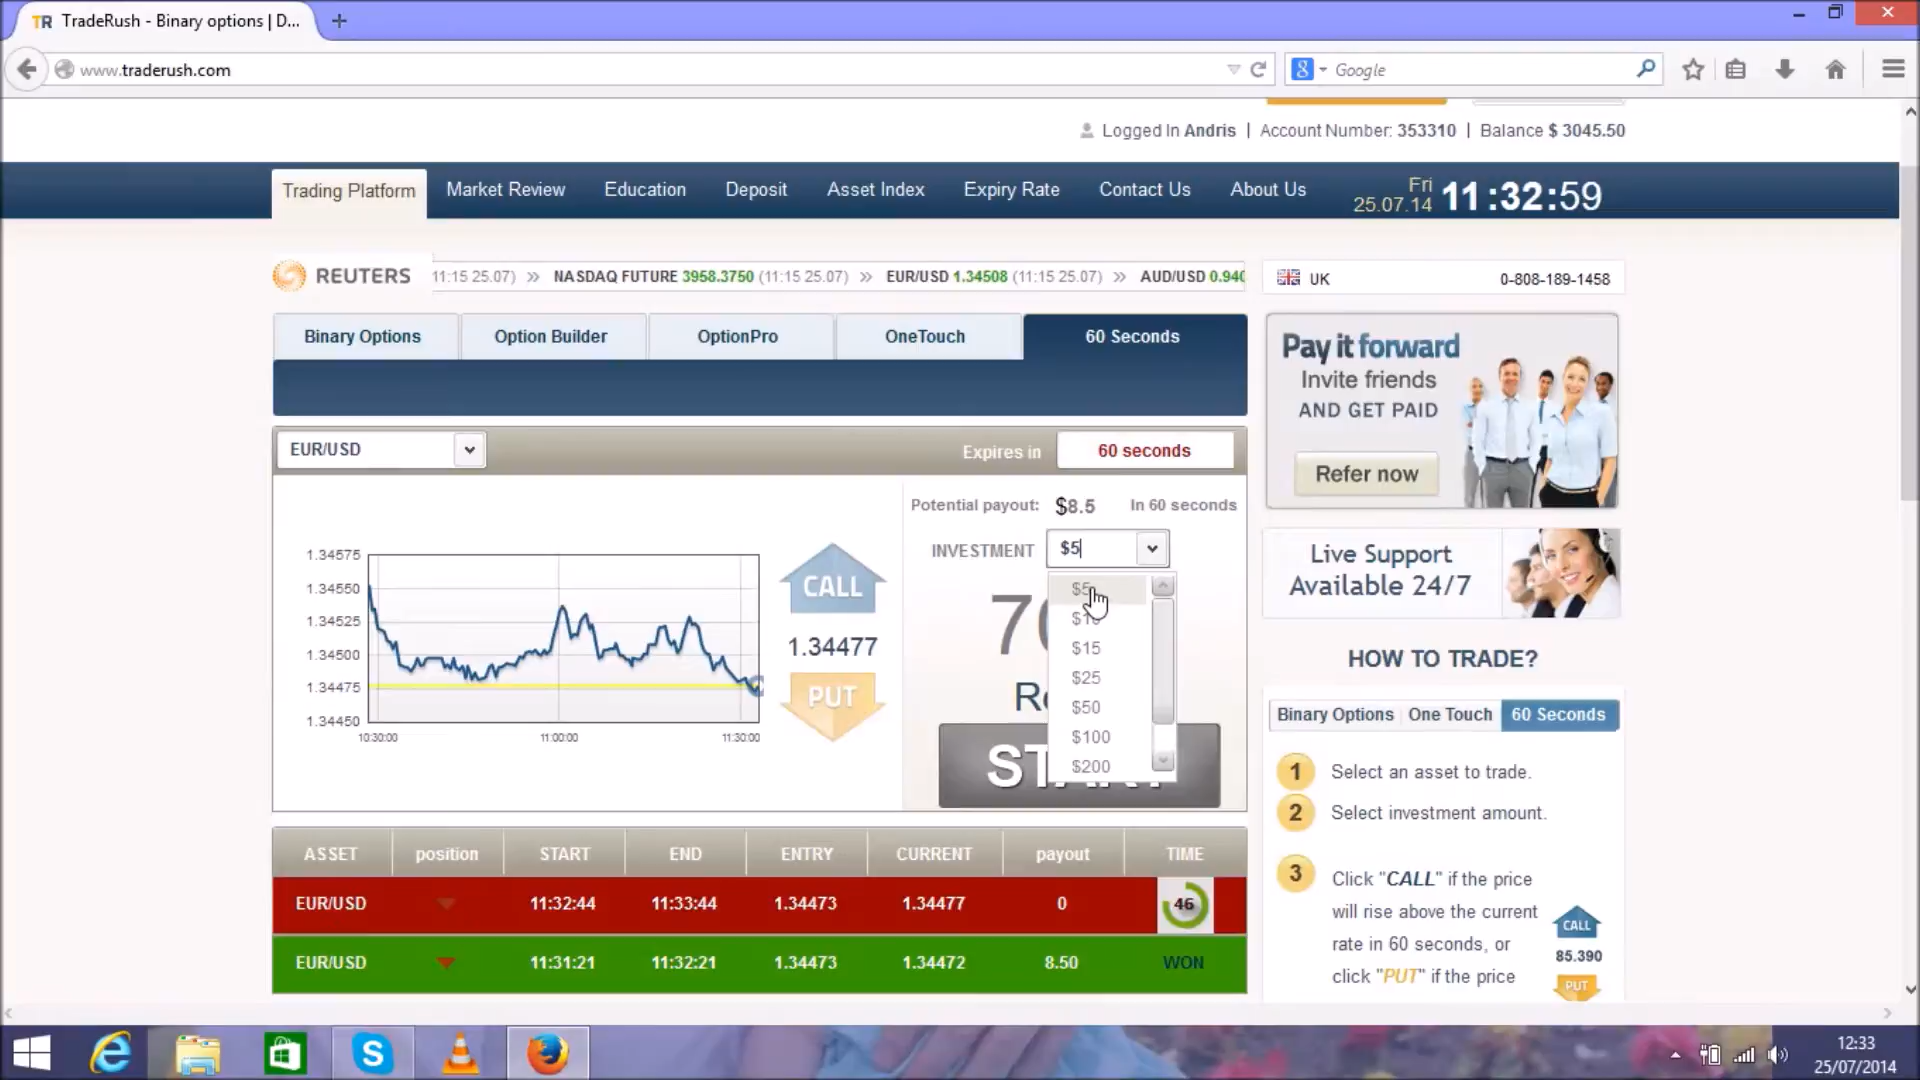 TR TradeRush - Binary options | D...
www.traderush.com
8 Google
Logged In Andris | Account Number: 353310 | Balance $ 3045.50
Trading Platform Market Review Education Deposit Asset Index Expiry Rate Contact Us About Us Fri 25.07.14 11:32:59
REUTERS 11:15 25.07) » NASDAQ FUTURE 3958.3750 (11:15 25.07) » EUR/USD 1.34508 (11:15 25.07) » AUD/USD 0.940
UK 0-808-189-1458
Binary Options Option Builder OptionPro OneTouch 60 Seconds
Pay it forward
Invite friends
AND GET PAID
Refer now
EUR/USD Expires in 60 seconds
Potential payout: $8.5 In 60 seconds
INVESTMENT $5
$5
$10
$15
$25
$50
$100
$200
1.34575
1.34550
1.34525
1.34500
1.34475
1.34450
10:30:00 11:00:00 11:30:00
CALL
1.34477
PUT
Live Support
Available 24/7
HOW TO TRADE?
Binary Options One Touch 60 Seconds
1 Select an asset to trade.
2 Select investment amount.
3 Click "CALL" if the price
will rise above the current
rate in 60 seconds, or
click "PUT" if the price
CALL
85.390
PUT
ASSET position START END ENTRY CURRENT payout TIME
EUR/USD 11:32:44 11:33:44 1.34473 1.34477 0 46
EUR/USD 11:31:21 11:32:21 1.34473 1.34472 8.50 WON
12:33
25/07/2014